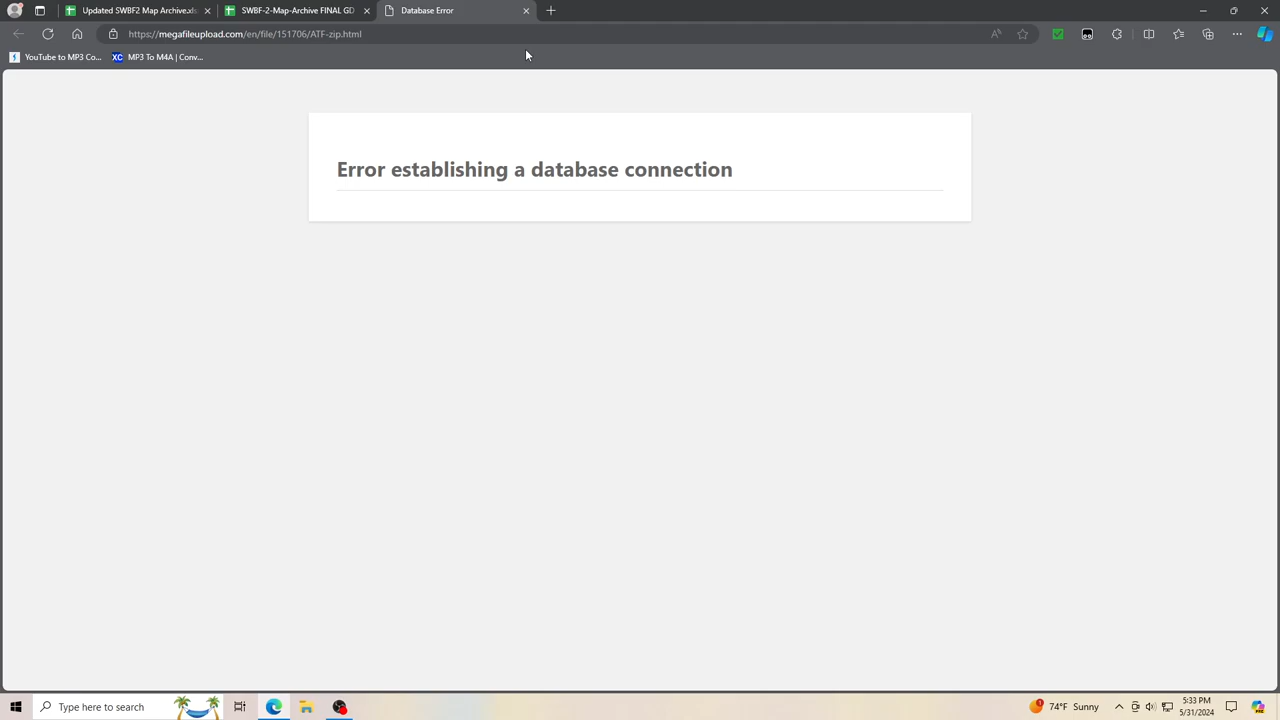 Updated SWBF2 Map Archive.xls
SWBF-2-Map-Archive FINAL GD
Database Error
https://megafileupload.com/en/file/151706/ATF-zip.html
YouTube to MP3 Co...
XC MP3 To M4A | Conv...
Error establishing a database connection
Type here to search
74°F Sunny
5:33 PM
5/31/2024